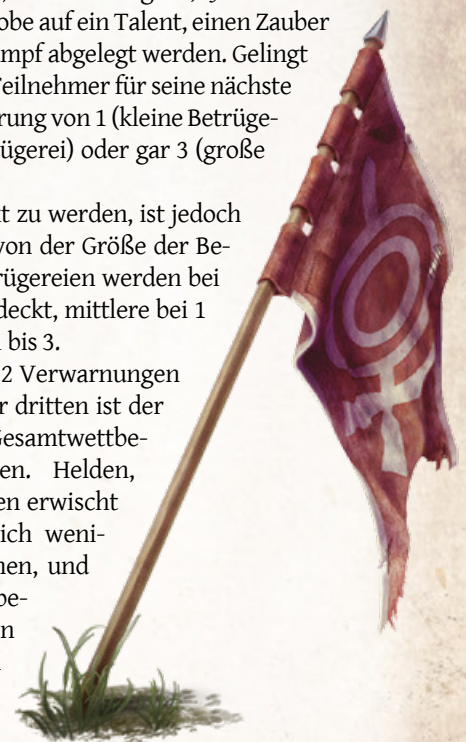 obe auf ein Talent, einen Zauber
mpf abgelegt werden. Gelingt
Teilnehmer für seine nächste
rung von 1 (kleine Betrüge-
ügerei) oder gar 3 (große
t zu werden, ist jedoch
von der Größe der Be-
rügereien werden bei
deckt, mittlere bei 1
bis 3.
2 Verwarnungen
r dritten ist der
Gesamtwettbe-
en. Helden,
en erwischt
ich weni-
nen, und
be-
n